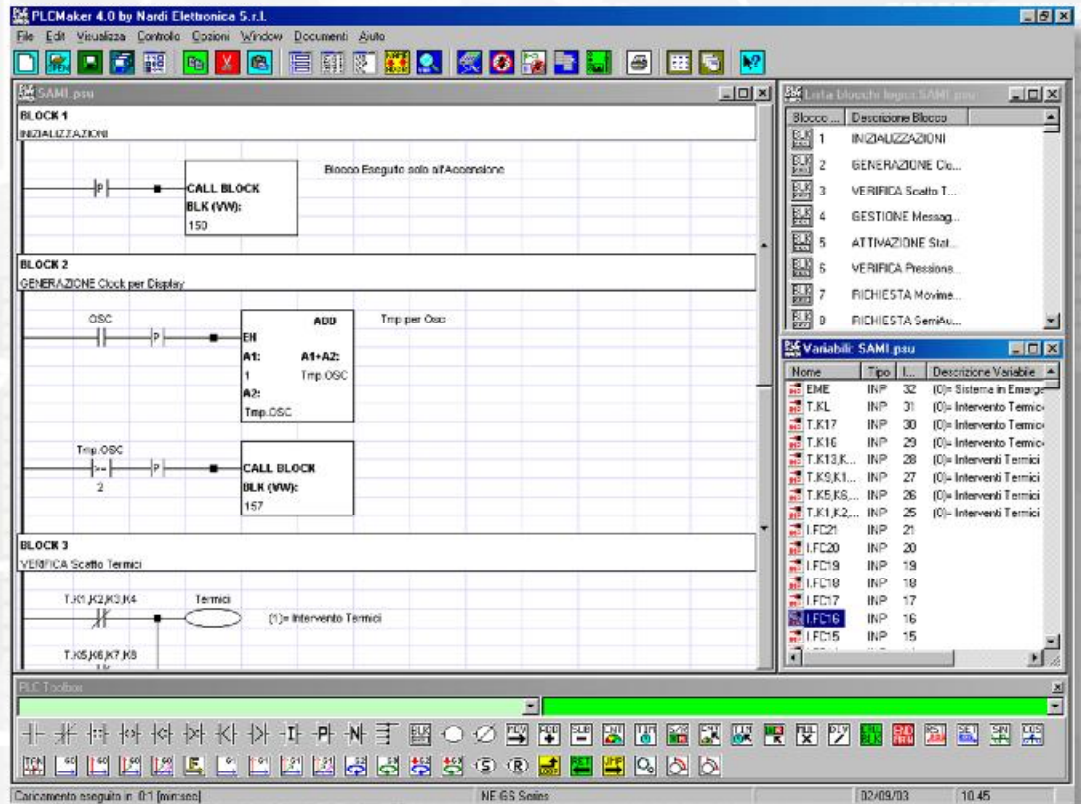 PLCMaker 4.0 by Nardi Elettronica S.r.l.
File Edit Visualizza Controllo Opzioni Window Documenti Aiuto
SAMI.psu
BLOCK 1
INIZIALIZZAZIONI
Blocco Eseguito solo all'Accensione
P
CALL BLOCK
BLK (VW):
150
BLOCK 2
GENERAZIONE Clock per Display
OSC
P
ADD
Tmp per Osc
EN
A1: A1+A2:
1 Tmp.OSC
A2:
Tmp.OSC
Tmp.OSC
>=
P
2
CALL BLOCK
BLK (VW):
157
BLOCK 3
VERIFICA Scatto Termici
T.K1,K2,K3,K4
Termici
(1)= Intervento Termici
T.K5,K6,K7,K8
Lista blocchi logici SAMI.psu
Blocco ... Descrizione Blocco
1 INIZIALIZZAZIONI
2 GENERAZIONE Clo...
3 VERIFICA Scatto T...
4 GESTIONE Messag...
5 ATTIVAZIONE Stat...
6 VERIFICA Pressione...
7 RICHIESTA Movime...
8 RICHIESTA SemiAu...
Variabili: SAMI.psu
Nome Tipo I... Descrizione Variabile
EME INP 32 (0)= Sistema in Emerge
T.KL INP 31 (0)= Intervento Termic
T.K17 INP 30 (0)= Intervento Termic
T.K16 INP 29 (0)= Intervento Termic
T.K13,K... INP 28 (0)= Interventi Termici
T.K9,K1... INP 27 (0)= Interventi Termici
T.K5,K6,... INP 26 (0)= Interventi Termici
T.K1,K2,... INP 25 (0)= Interventi Termici
I.FC21 INP 21
I.FC20 INP 20
I.FC19 INP 19
I.FC18 INP 18
I.FC17 INP 17
I.FC16 INP 16
I.FC15 INP 15
PLC Toolbox
Caricamento eseguito in 0:1 [min:sec]
NE-GS Series
02/09/03
10.45